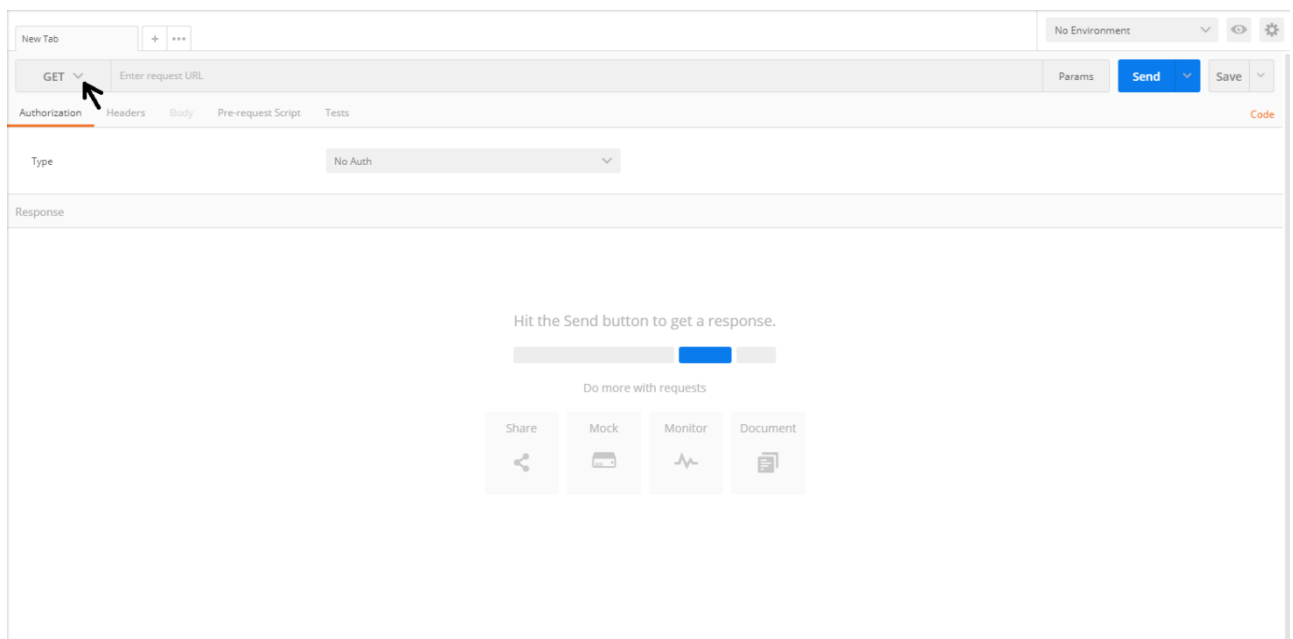 New Tab
No Environment
GET
Enter request URL
Params
Send
Save
Authorization Headers Body Pre-request Script Tests
Code
Type
No Auth
Response
Hit the Send button to get a response.
Do more with requests
Share Mock Monitor Document